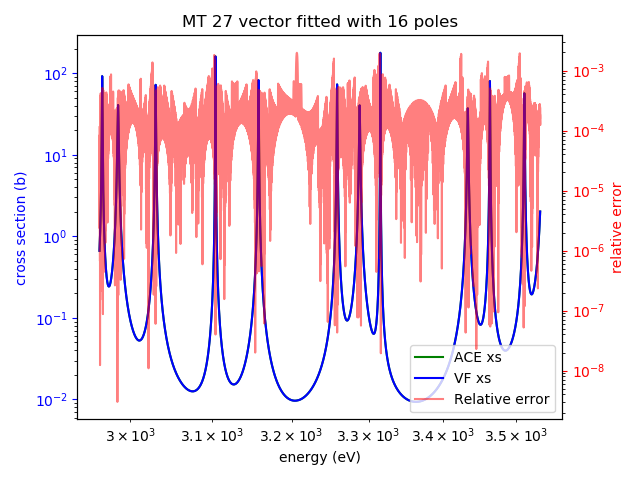 MT 27 vector fitted with 16 poles
10²
10¹
10⁰
10⁻¹
10⁻²
cross section (b)
10⁻³
10⁻⁴
10⁻⁵
10⁻⁶
10⁻⁷
10⁻⁸
relative error
ACE xs
VF xs
Relative error
3 × 10³ 3.1 × 10³ 3.2 × 10³ 3.3 × 10³ 3.4 × 10³ 3.5 × 10³
energy (eV)